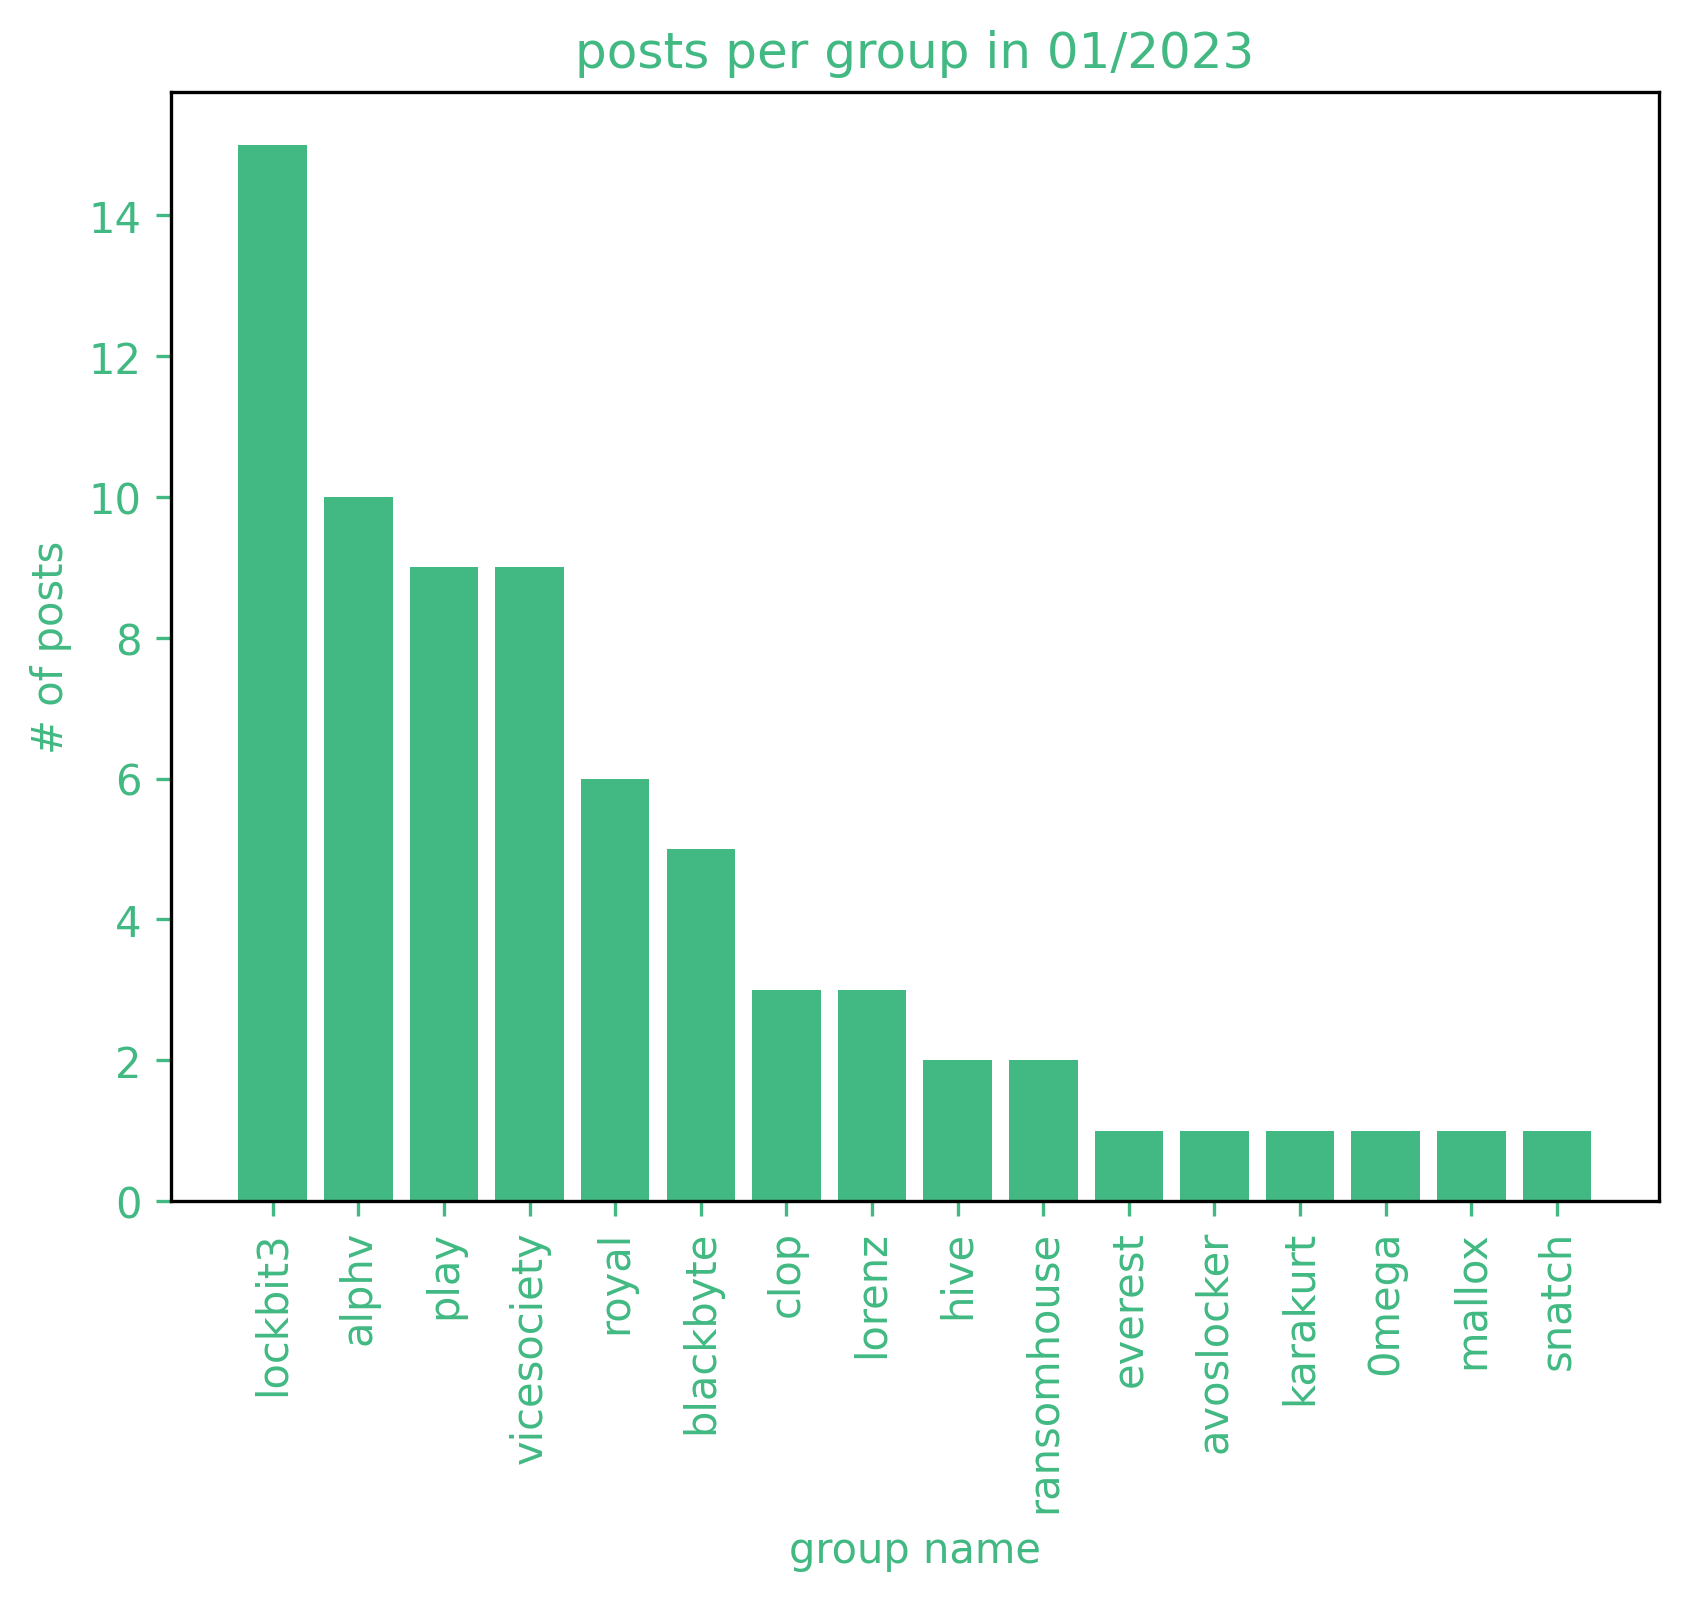 posts per group in 01/2023
# of posts
14
12
10
8
6
4
2
0
lockbit3
alphv
play
vicesociety
royal
blackbyte
clop
lorenz
hive
ransomhouse
everest
avoslocker
karakurt
0mega
mallox
snatch
group name